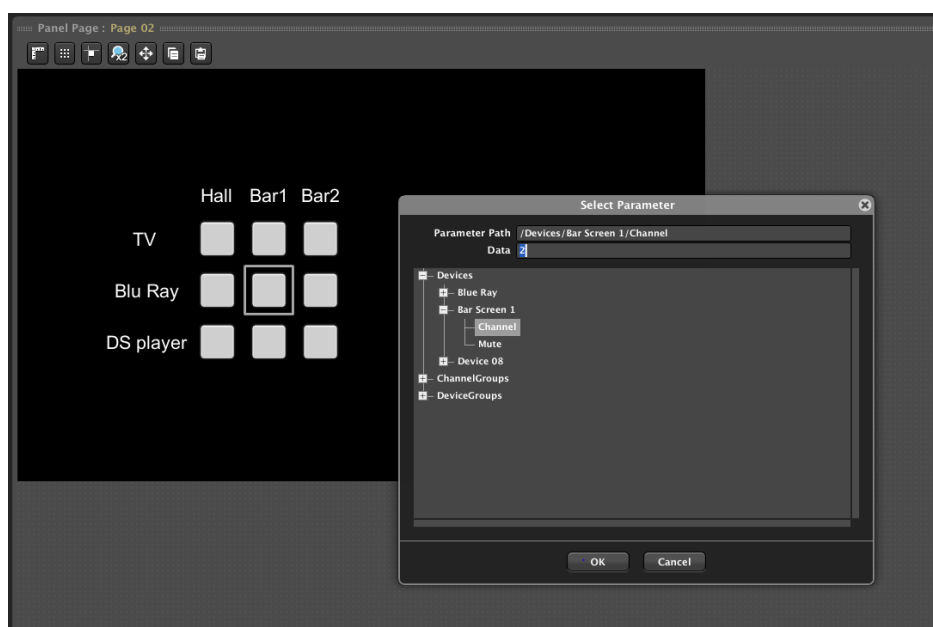 Panel Page : Page 02
x2
Hall Bar1 Bar2
TV
Blu Ray
DS player
Select Parameter
Parameter Path /Devices/Bar Screen 1/Channel
Data 2
Devices
Blue Ray
Bar Screen 1
Channel
Mute
Device 08
ChannelGroups
DeviceGroups
OK Cancel